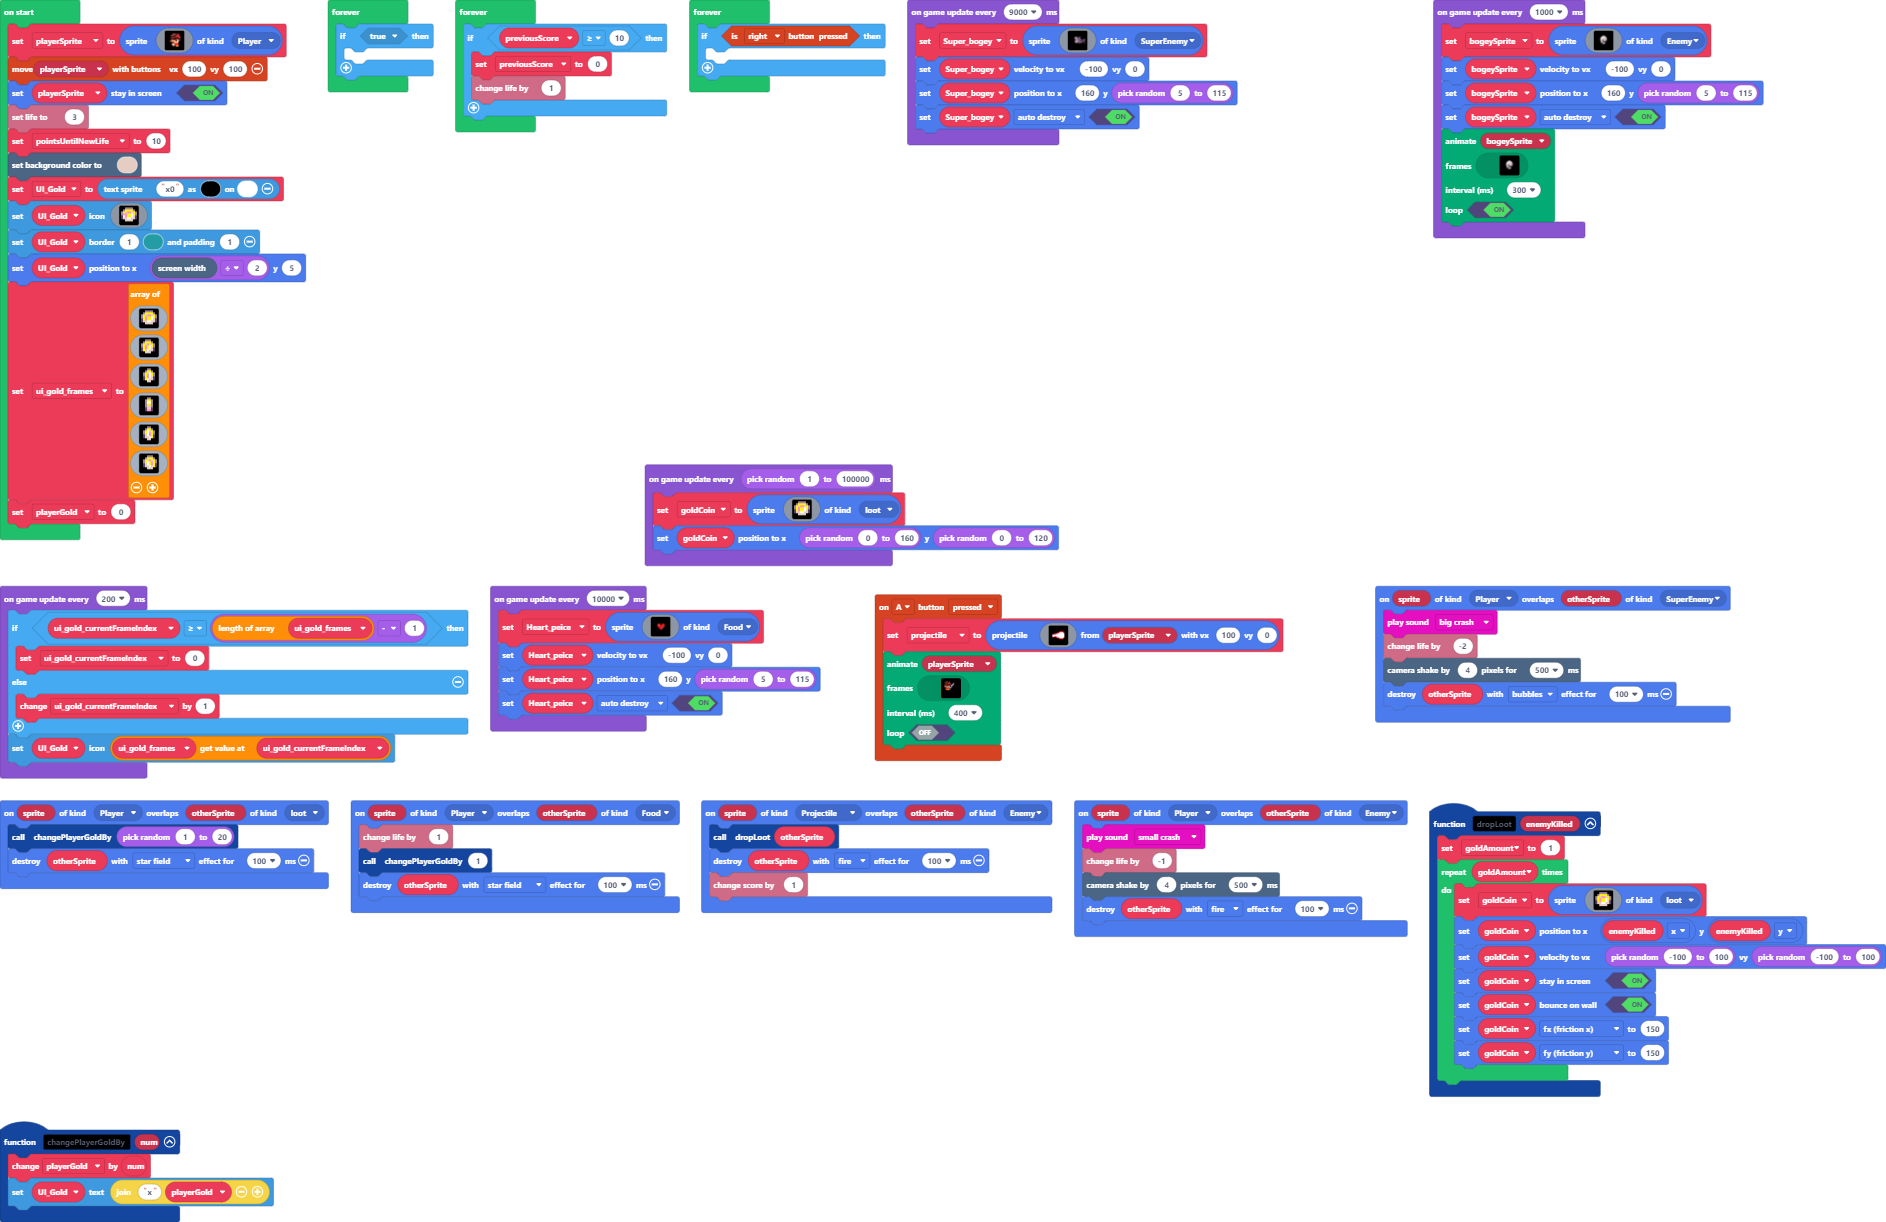 on start
set playerSprite to sprite of kind Player
move playerSprite with buttons vx 100 vy 100
set playerSprite stay in screen ON
set life to 3
set pointsUntilNewLife to 10
set background color to
set UI_Gold to text sprite "x0" as on
set UI_Gold icon
set UI_Gold border 1 and padding 1
set UI_Gold position to x screen width ÷ 2 y 5
array of
set ui_gold_frames to
set playerGold to 0
forever
if true then
forever
if previousScore ≥ 10 then
set previousScore to 0
change life by 1
forever
if is right button pressed then
on game update every 9000 ms
set Super_bogey to sprite of kind SuperEnemy
set Super_bogey velocity to vx -100 vy 0
set Super_bogey position to x 160 y pick random 5 to 115
set Super_bogey auto destroy ON
on game update every 1000 ms
set bogeySprite to sprite of kind Enemy
set bogeySprite velocity to vx -100 vy 0
set bogeySprite position to x 160 y pick random 5 to 115
set bogeySprite auto destroy ON
animate bogeySprite
frames
interval (ms) 300
loop ON
on game update every pick random 1 to 100000 ms
set goldCoin to sprite of kind loot
set goldCoin position to x pick random 0 to 160 y pick random 0 to 120
on game update every 200 ms
if ui_gold_currentFrameIndex ≥ length of array ui_gold_frames - 1 then
set ui_gold_currentFrameIndex to 0
else
change ui_gold_currentFrameIndex by 1
set UI_Gold icon ui_gold_frames get value at ui_gold_currentFrameIndex
on game update every 10000 ms
set Heart_peice to sprite of kind Food
set Heart_peice velocity to vx -100 vy 0
set Heart_peice position to x 160 y pick random 5 to 115
set Heart_peice auto destroy ON
on A button pressed
set projectile to projectile from playerSprite with vx 100 vy 0
animate playerSprite
frames
interval (ms) 400
loop OFF
on sprite of kind Player overlaps otherSprite of kind SuperEnemy
play sound big crash
change life by -2
camera shake by 4 pixels for 500 ms
destroy otherSprite with bubbles effect for 100 ms
on sprite of kind Player overlaps otherSprite of kind loot
call changePlayerGoldBy pick random 1 to 20
destroy otherSprite with star field effect for 100 ms
on sprite of kind Player overlaps otherSprite of kind Food
change life by 1
call changePlayerGoldBy 1
destroy otherSprite with star field effect for 100 ms
on sprite of kind Projectile overlaps otherSprite of kind Enemy
call dropLoot otherSprite
destroy otherSprite with fire effect for 100 ms
change score by 1
on sprite of kind Player overlaps otherSprite of kind Enemy
play sound small crash
change life by -1
camera shake by 4 pixels for 500 ms
destroy otherSprite with fire effect for 100 ms
function dropLoot enemyKilled
set goldAmount to 1
repeat goldAmount times
do
set goldCoin to sprite of kind loot
set goldCoin position to x enemyKilled x y enemyKilled y
set goldCoin velocity to vx pick random -100 to 100 vy pick random -100 to 100
set goldCoin stay in screen ON
set goldCoin bounce on wall ON
set goldCoin fx (friction x) to 150
set goldCoin fy (friction y) to 150
function changePlayerGoldBy num
change playerGold by num
set UI_Gold text join "x" playerGold